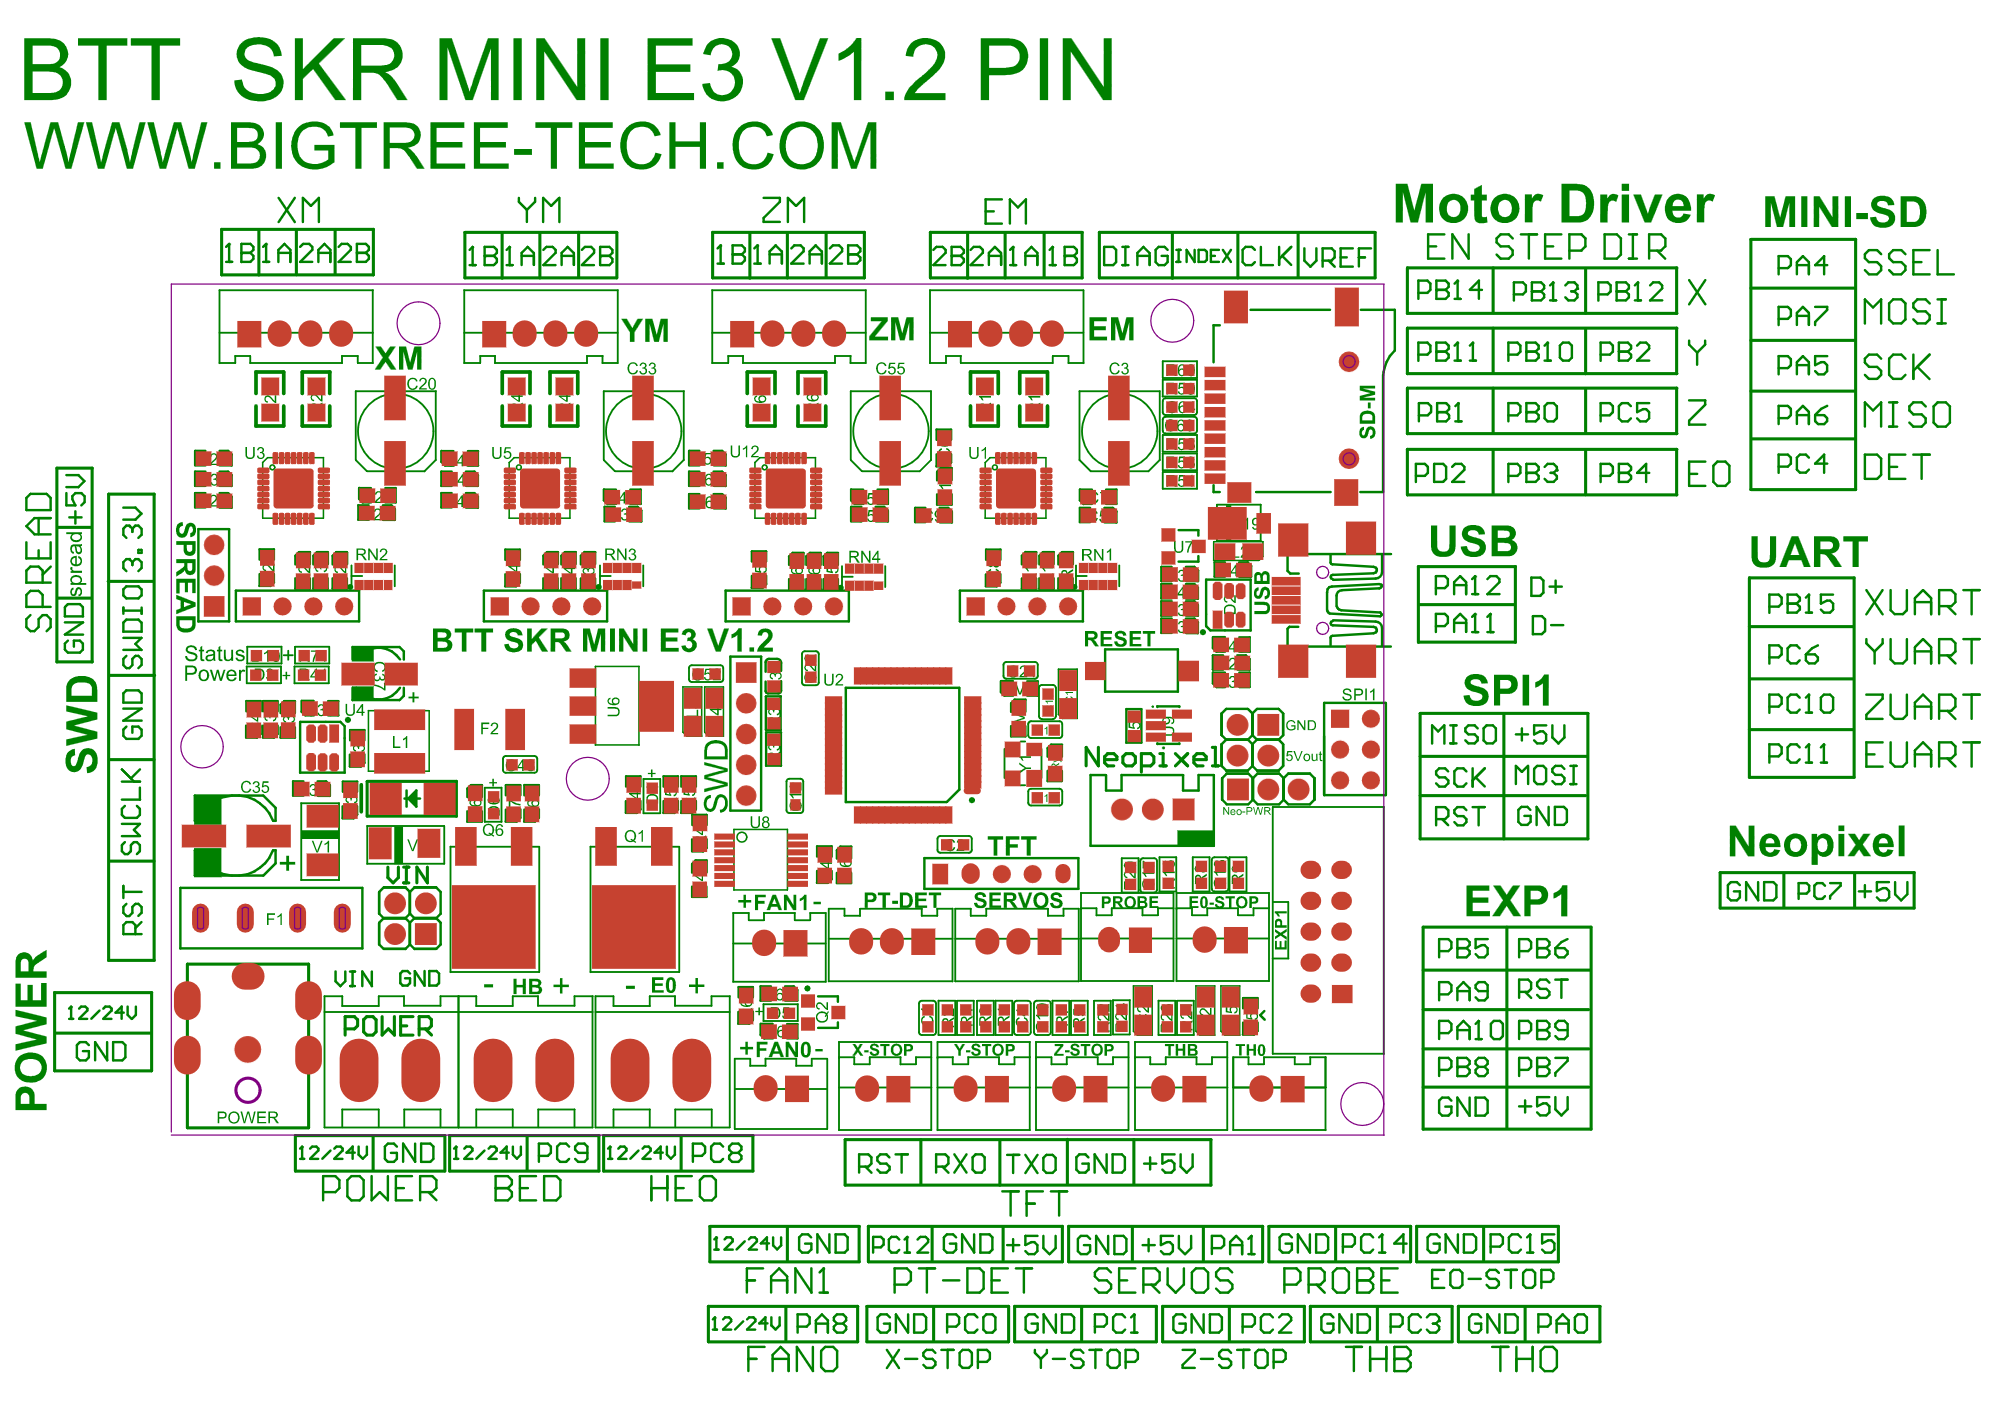 BTT SKR MINI E3 V1.2 PIN
WWW.BIGTREE-TECH.COM
XM
1B 1A 2A 2B
YM
1B 1A 2A 2B
ZM
1B 1A 2A 2B
EM
2B 2A 1A 1B
DIAG INDEX CLK VREF
Motor Driver
EN STEP DIR
PB14 PB13 PB12 X
PB11 PB10 PB2 Y
PB1 PB0 PC5 Z
PD2 PB3 PB4 E0
MINI-SD
PA4 SSEL
PA7 MOSI
PA5 SCK
PA6 MISO
PC4 DET
USB
PA12 D+
PA11 D-
UART
PB15 XUART
PC6 YUART
PC10 ZUART
PC11 EUART
SPI1
MISO +5V
SCK MOSI
RST GND
Neopixel
GND PC7 +5V
EXP1
PB5 PB6
PA9 RST
PA10 PB9
PB8 PB7
GND +5V
SPREAD
+5V
spread
GND
SWD
3.3V
SWDIO
GND
SWCLK
RST
POWER
12/24V
GND
XM
YM
ZM
EM
C20
C33
C55
C3
SD-M
U3
U5
U12
U1
SPREAD
RN2
RN3
RN4
RN1
U7
USB
BTT SKR MINI E3 V1.2
Status
Power
RESET
U4
L1
F2
U6
SWD
U2
U9
Neopixel
GND
5Vout
Neo-PWR
SPI1
C35
V1
Q6
Q1
U8
VIN
TFT
F1
+FAN1-
PT-DET
SERVOS
PROBE
E0-STOP
EXP1
VIN GND
- HB +
- E0 +
Q2
POWER
POWER
+FAN0-
X-STOP
Y-STOP
Z-STOP
THB
TH0
12/24V GND
POWER
12/24V PC9
BED
12/24V PC8
HE0
RST RX0 TX0 GND +5V
TFT
12/24V GND
FAN1
PC12 GND +5V
PT-DET
GND +5V PA1
SERVOS
GND PC14
PROBE
GND PC15
E0-STOP
12/24V PA8
FAN0
GND PC0
X-STOP
GND PC1
Y-STOP
GND PC2
Z-STOP
GND PC3
THB
GND PA0
TH0